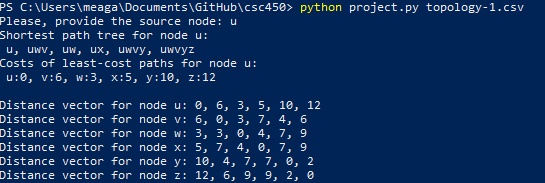 PS C:\Users\meaga\Documents\GitHub\csc450> python project.py topology-1.csv
Please, provide the source node: u
Shortest path tree for node u:
 u, uwv, uw, ux, uwvy, uwvyz
Costs of least-cost paths for node u:
 u:0, v:6, w:3, x:5, y:10, z:12

Distance vector for node u: 0, 6, 3, 5, 10, 12
Distance vector for node v: 6, 0, 3, 7, 4, 6
Distance vector for node w: 3, 3, 0, 4, 7, 9
Distance vector for node x: 5, 7, 4, 0, 7, 9
Distance vector for node y: 10, 4, 7, 7, 0, 2
Distance vector for node z: 12, 6, 9, 9, 2, 0